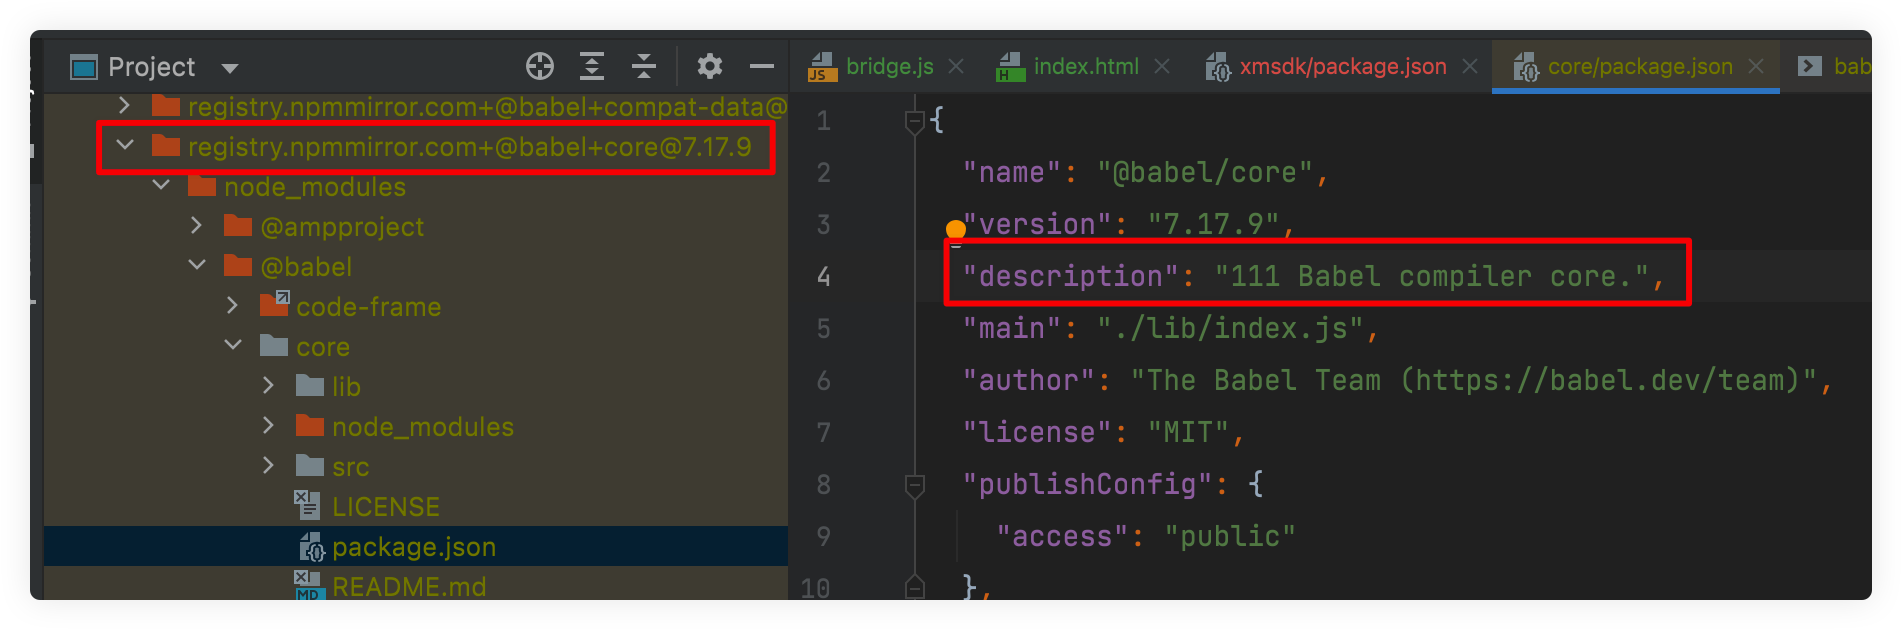 Project
registry.npmmirror.com+@babel+compat-data@
registry.npmmirror.com+@babel+core@7.17.9
node_modules
@ampproject
@babel
code-frame
core
lib
node_modules
src
LICENSE
package.json
README.md
bridge.js index.html xmsdk/package.json core/package.json bab
1 {
2 "name": "@babel/core",
3 "version": "7.17.9",
4 "description": "111 Babel compiler core.",
5 "main": "./lib/index.js",
6 "author": "The Babel Team (https://babel.dev/team)",
7 "license": "MIT",
8 "publishConfig": {
9 "access": "public"
10 },